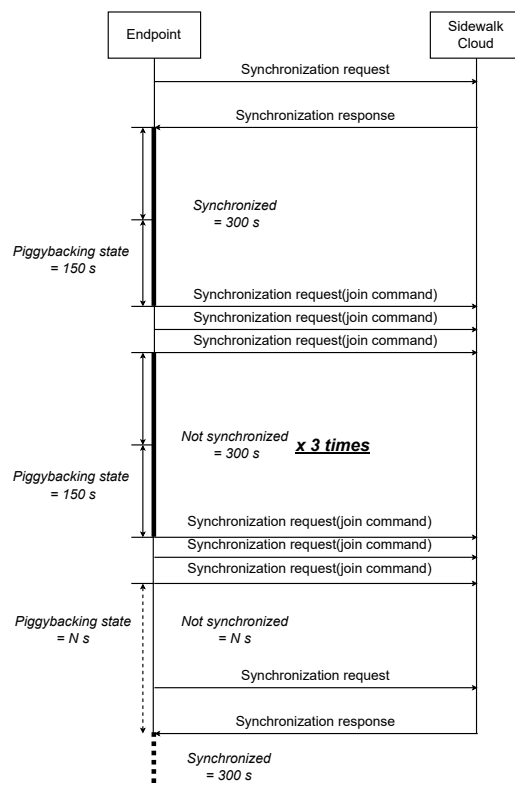 Endpoint
Sidewalk
Cloud
Synchronization request
Synchronization response
Synchronized
= 300 s
Piggybacking state
= 150 s
Synchronization request(join command)
Synchronization request(join command)
Synchronization request(join command)
Not synchronized
= 300 s
x 3 times
Piggybacking state
= 150 s
Synchronization request(join command)
Synchronization request(join command)
Synchronization request(join command)
Piggybacking state
= N s
Not synchronized
= N s
Synchronization request
Synchronization response
Synchronized
= 300 s